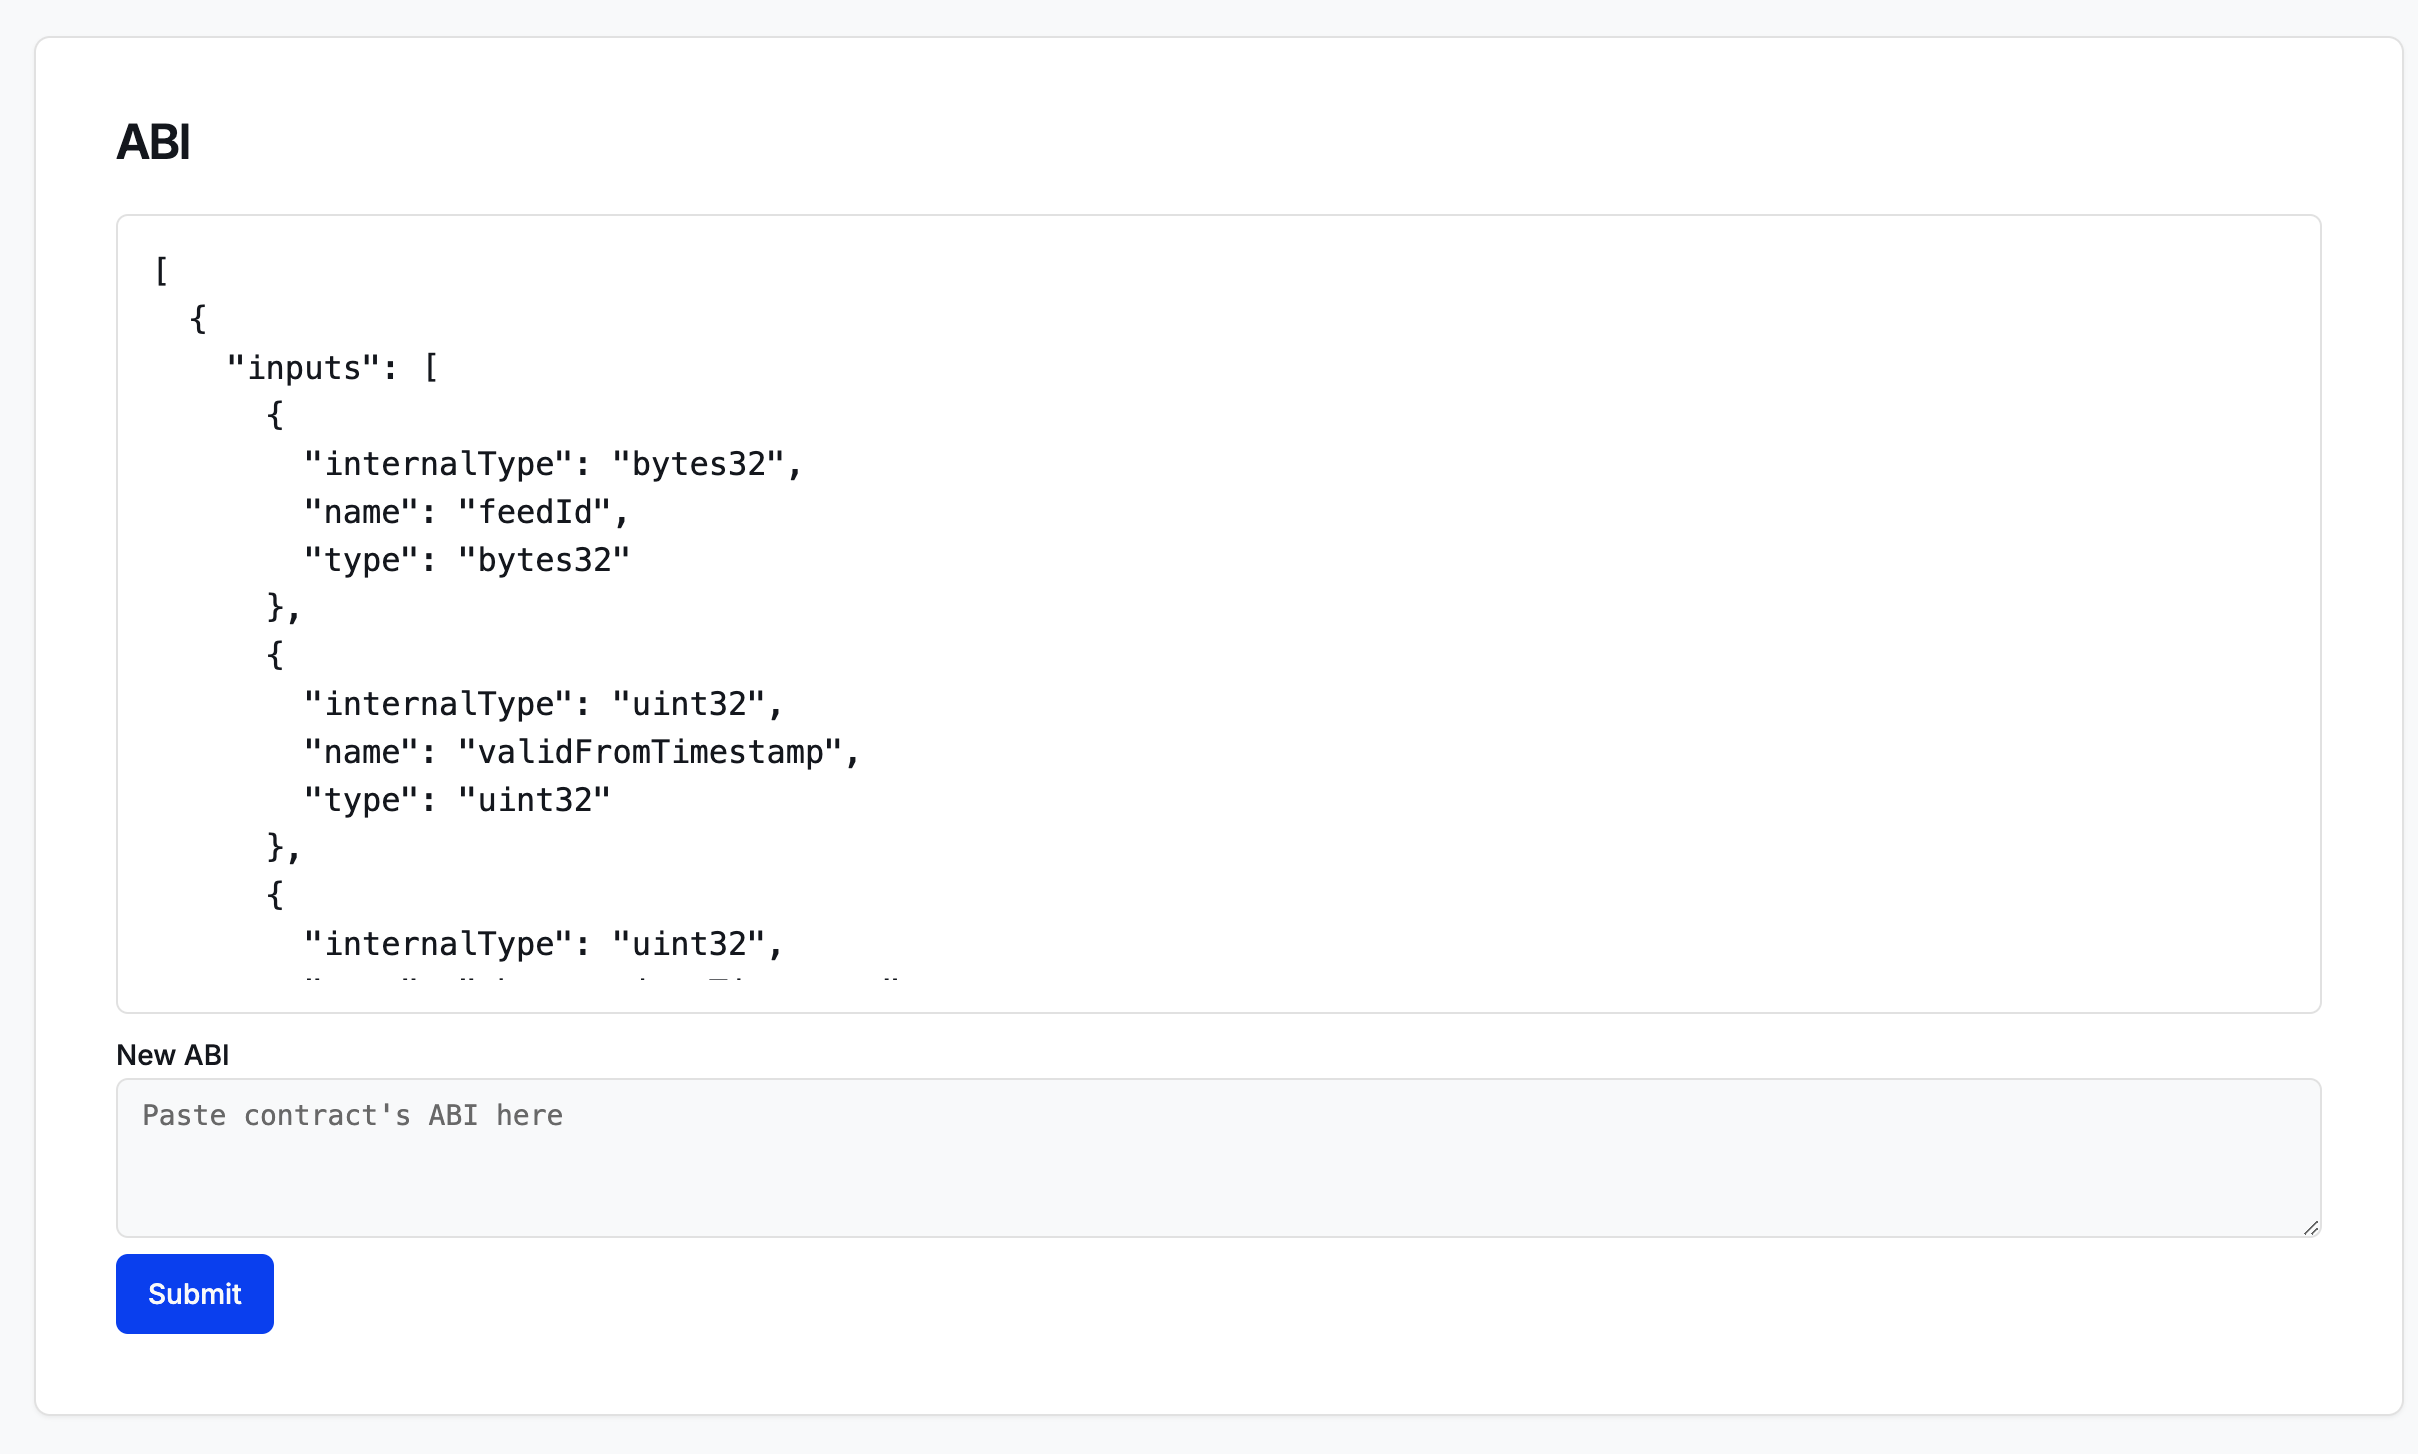 ABI
[
  {
    "inputs": [
      {
        "internalType": "bytes32",
        "name": "feedId",
        "type": "bytes32"
      },
      {
        "internalType": "uint32",
        "name": "validFromTimestamp",
        "type": "uint32"
      },
      {
        "internalType": "uint32",
New ABI
Paste contract's ABI here
Submit